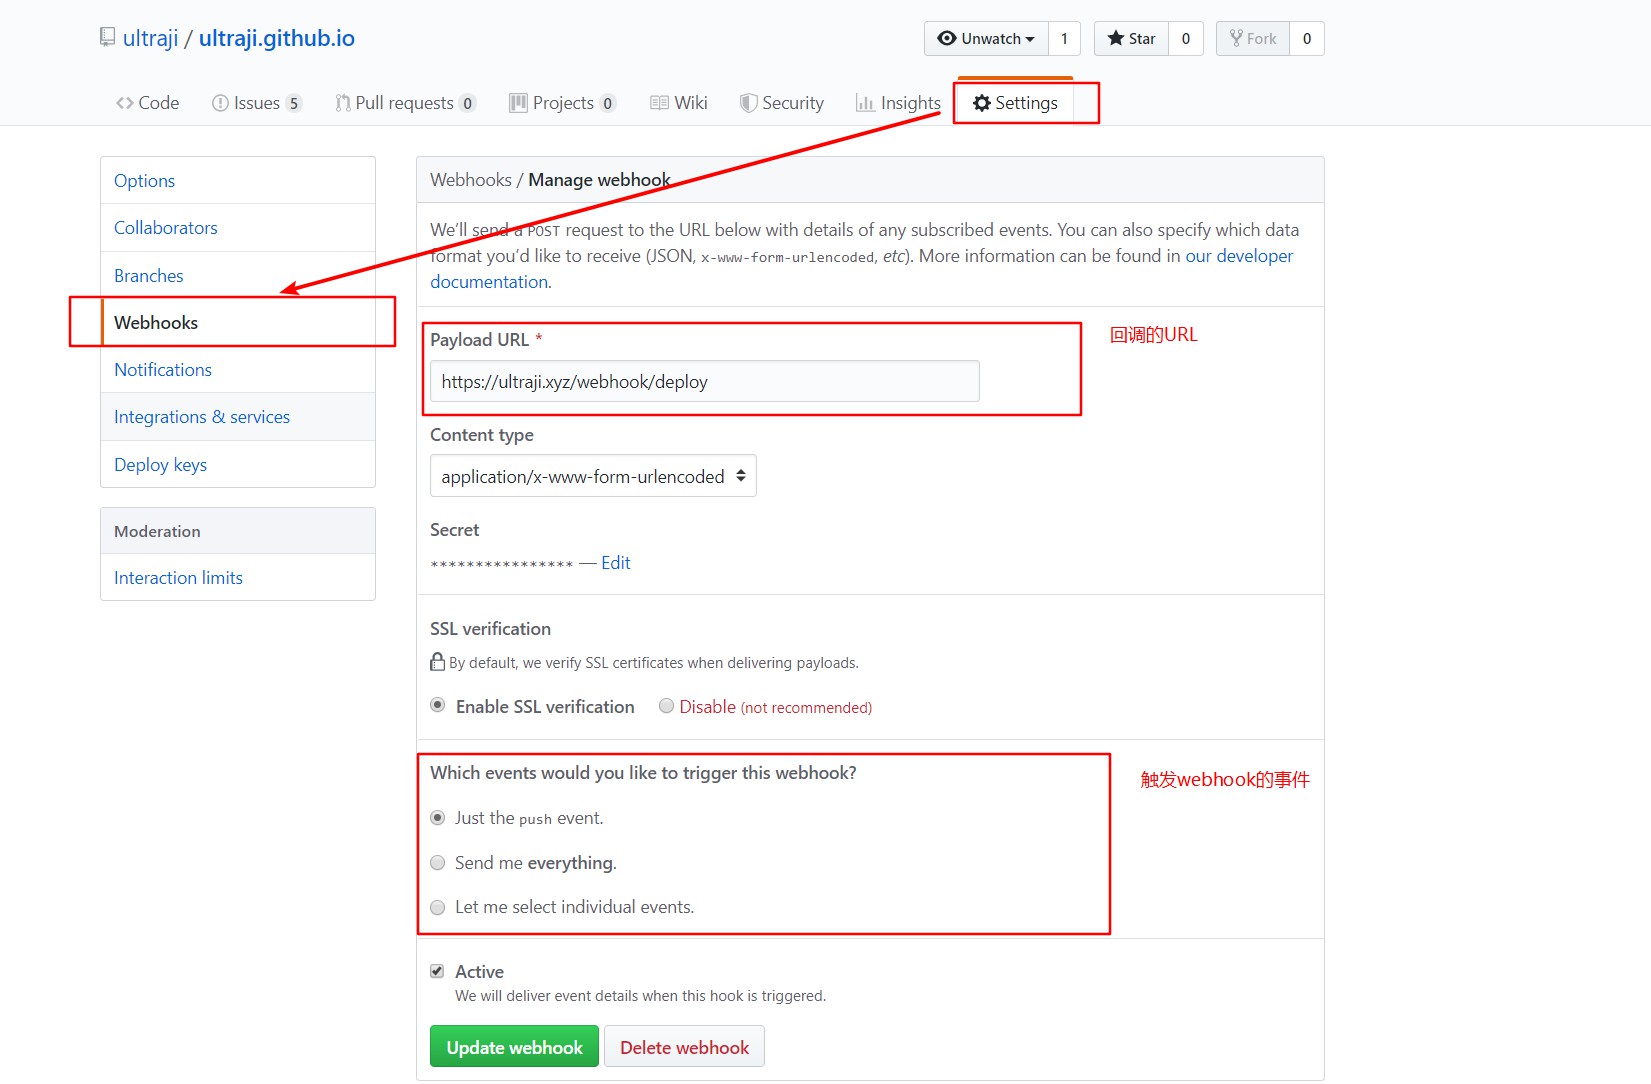 ultraji / ultraji.github.io
Unwatch 1
Star 0
Fork 0
Code
Issues 5
Pull requests 0
Projects 0
Wiki
Security
Insights
Settings
Options
Collaborators
Branches
Webhooks
Notifications
Integrations & services
Deploy keys
Moderation
Interaction limits
Webhooks / Manage webhook
We’ll send a POST request to the URL below with details of any subscribed events. You can also specify which data
format you’d like to receive (JSON, x-www-form-urlencoded, etc). More information can be found in our developer
documentation.
Payload URL *
回调的URL
https://ultraji.xyz/webhook/deploy
Content type
application/x-www-form-urlencoded
Secret
**************** — Edit
SSL verification
By default, we verify SSL certificates when delivering payloads.
Enable SSL verification
Disable (not recommended)
Which events would you like to trigger this webhook?
触发webhook的事件
Just the push event.
Send me everything.
Let me select individual events.
Active
We will deliver event details when this hook is triggered.
Update webhook
Delete webhook